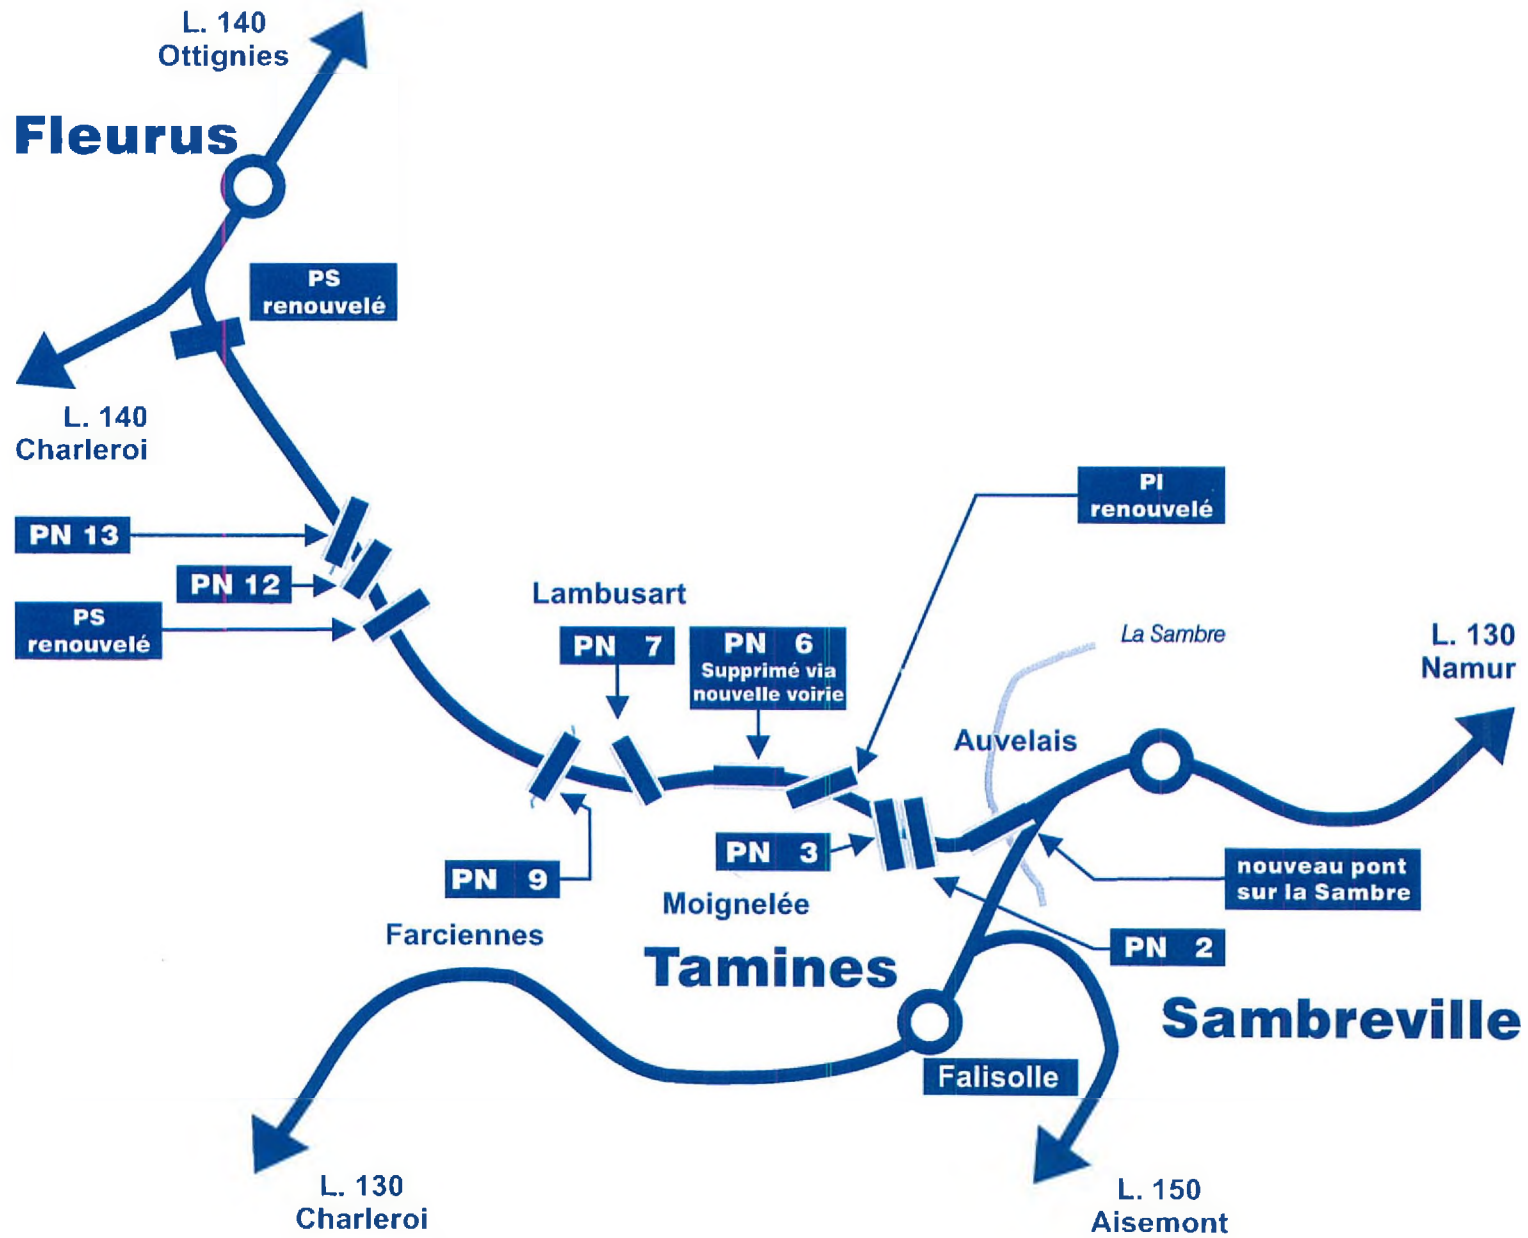 L. 140
Ottignies
Fleurus
PS
renouvelé
L. 140
Charleroi
PI
renouvelé
PN 13
PN 12
Lambusart
PS
renouvelé
PN 7
PN 6
Supprimé via
nouvelle voirie
La Sambre
L. 130
Namur
Auvelais
PN 3
PN 9
nouveau pont
sur la Sambre
Moignelée
Farciennes
PN 2
Tamines
Sambreville
Falisolle
L. 130
Charleroi
L. 150
Aisemont